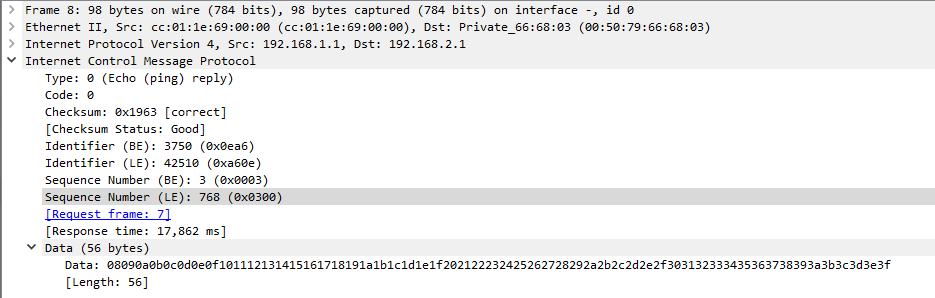 Frame 8: 98 bytes on wire (784 bits), 98 bytes captured (784 bits) on interface -, id 0
Ethernet II, Src: cc:01:1e:69:00:00 (cc:01:1e:69:00:00), Dst: Private_66:68:03 (00:50:79:66:68:03)
Internet Protocol Version 4, Src: 192.168.1.1, Dst: 192.168.2.1
Internet Control Message Protocol
Type: 0 (Echo (ping) reply)
Code: 0
Checksum: 0x1963 [correct]
[Checksum Status: Good]
Identifier (BE): 3750 (0x0ea6)
Identifier (LE): 42510 (0xa60e)
Sequence Number (BE): 3 (0x0003)
Sequence Number (LE): 768 (0x0300)
[Request frame: 7]
[Response time: 17,862 ms]
Data (56 bytes)
Data: 08090a0b0c0d0e0f101112131415161718191a1b1c1d1e1f202122232425262728292a2b2c2d2e2f303132333435363738393a3b3c3d3e3f
[Length: 56]